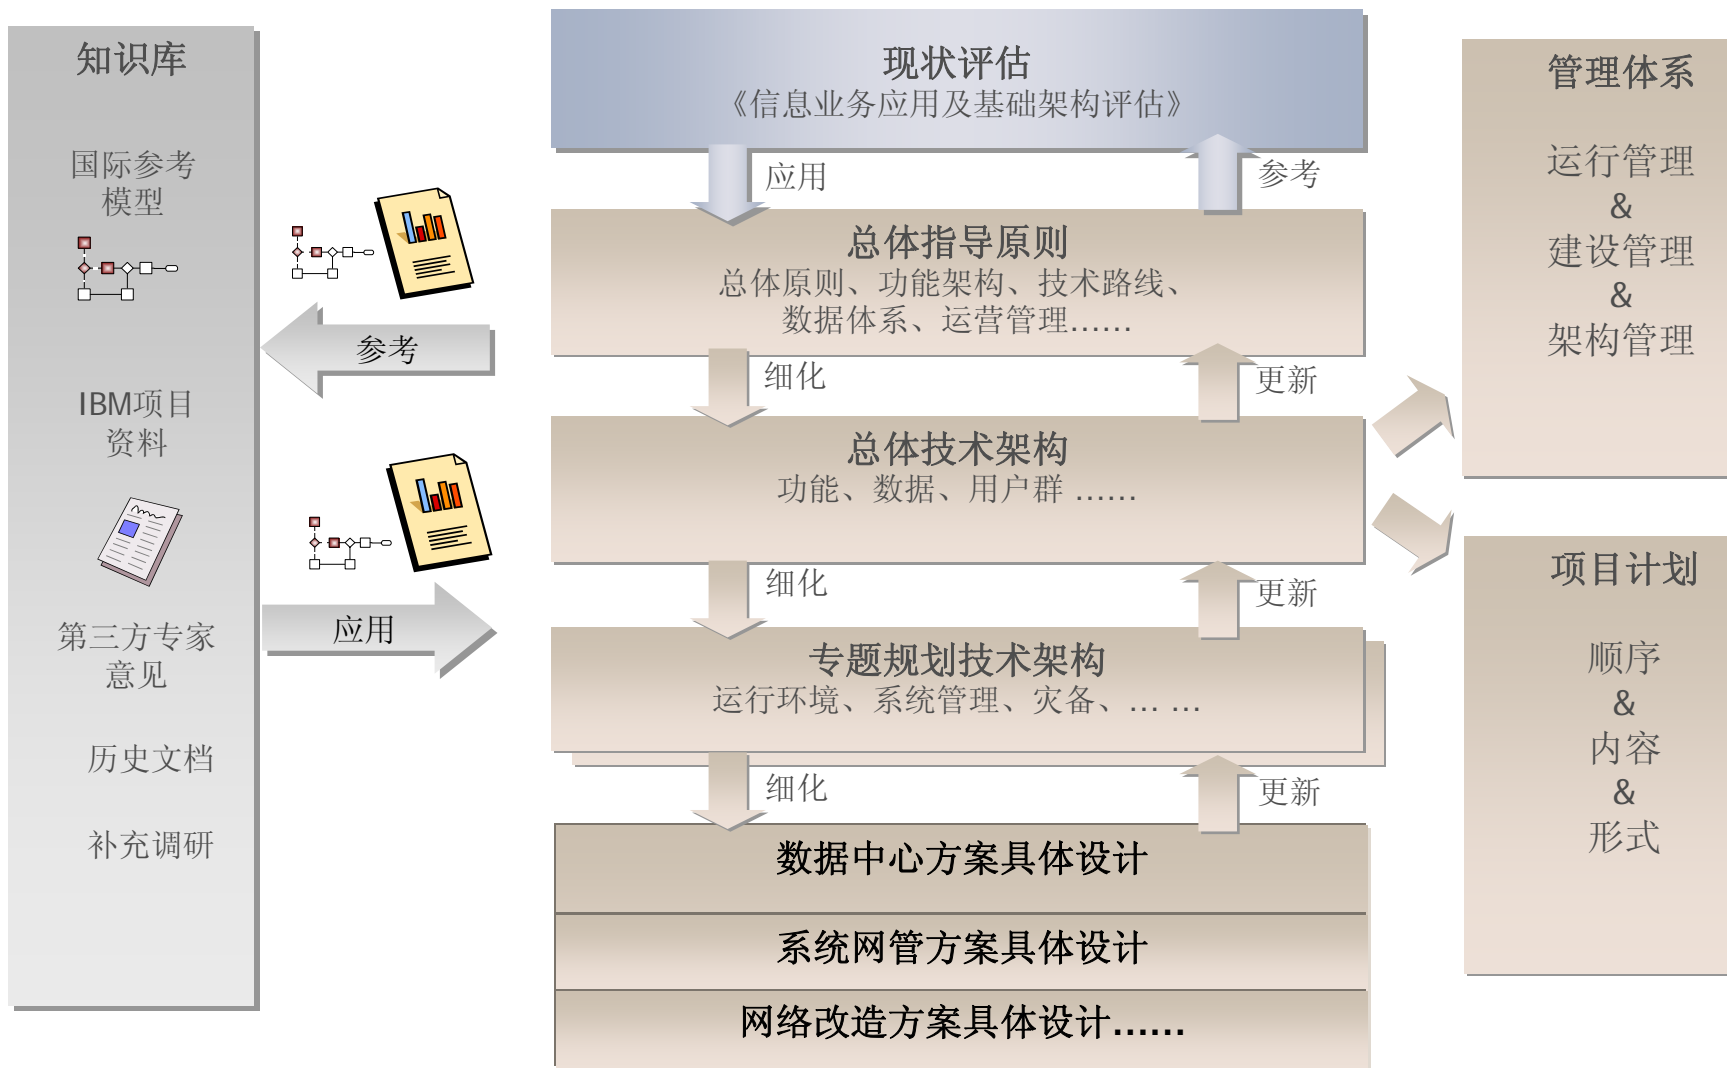 知识库
国际参考
模型
IBM项目
资料
第三方专家
意见
历史文档
补充调研
参考
应用
现状评估
《信息业务应用及基础架构评估》
应用
参考
总体指导原则
总体原则、功能架构、技术路线、
数据体系、运营管理……
细化
更新
总体技术架构
功能、数据、用户群 ……
细化
更新
专题规划技术架构
运行环境、系统管理、灾备、… …
细化
更新
数据中心方案具体设计
系统网管方案具体设计
网络改造方案具体设计……
管理体系
运行管理
&
建设管理
&
架构管理
项目计划
顺序
&
内容
&
形式